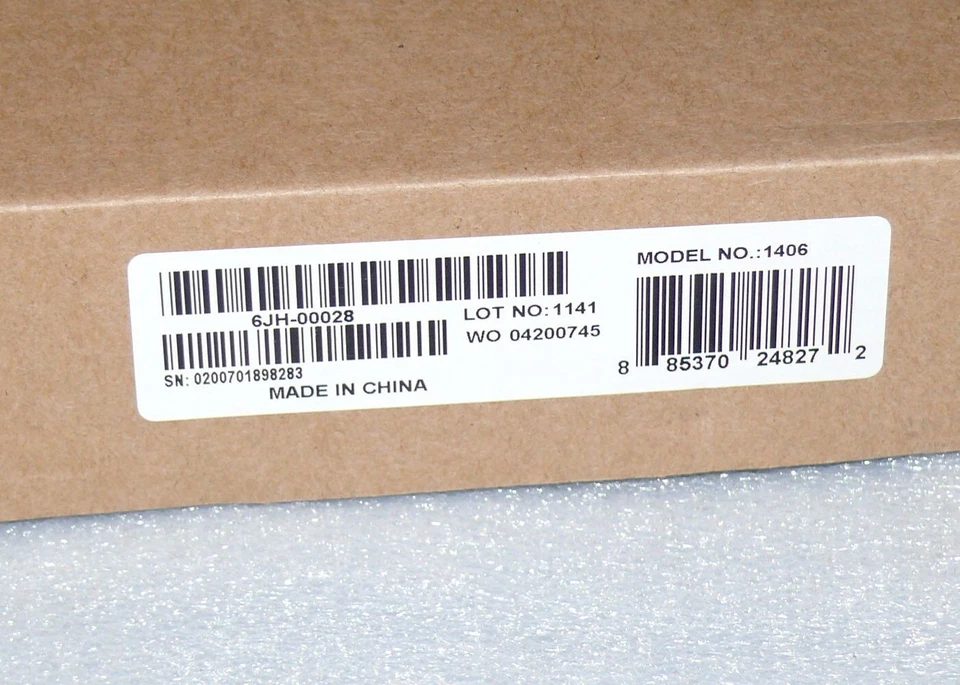 6JH-00028
SN: 0200701898283
MADE IN CHINA
LOT NO: 1141
WO 04200745
MODEL NO.:1406
8 85370 24827 2